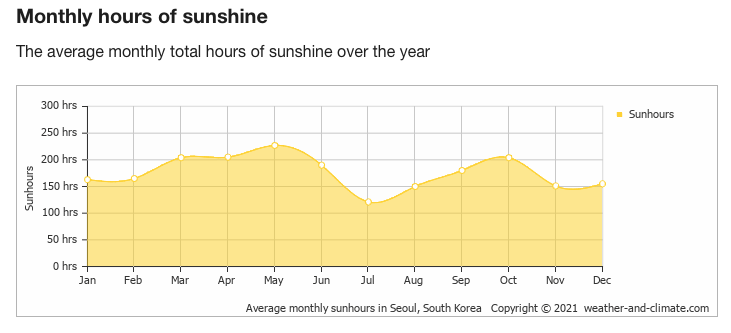 Monthly hours of sunshine
The average monthly total hours of sunshine over the year
300 hrs
250 hrs
200 hrs
150 hrs
100 hrs
50 hrs
0 hrs
Sunhours
Jan Feb Mar Apr May Jun Jul Aug Sep Oct Nov Dec
Sunhours
Average monthly sunhours in Seoul, South Korea Copyright © 2021 weather-and-climate.com